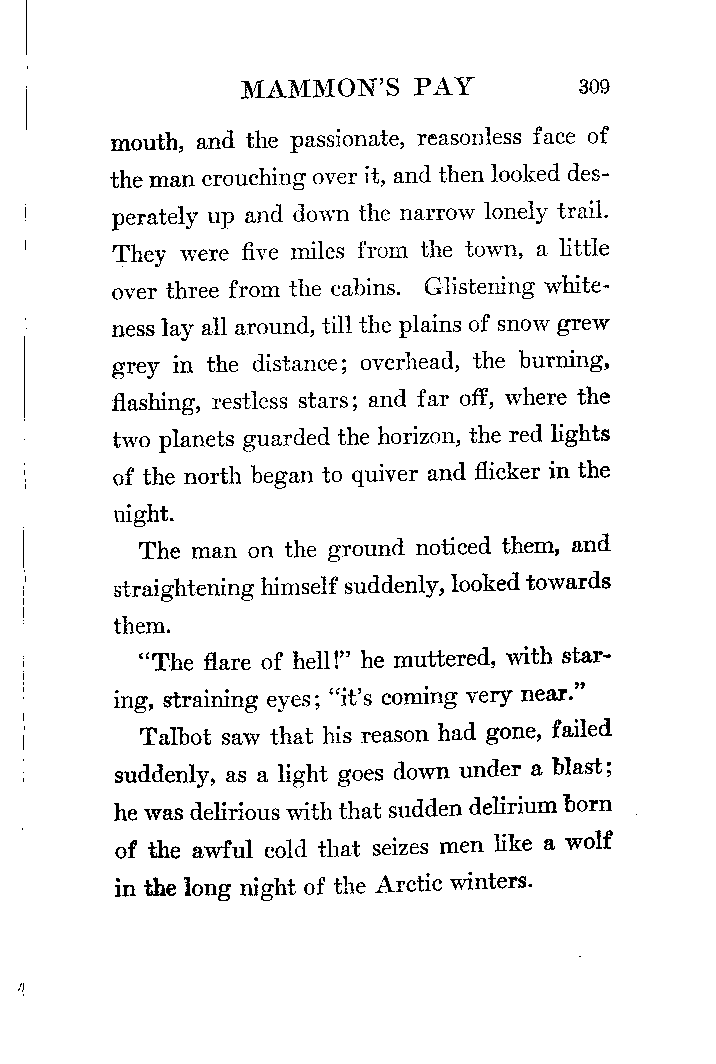 MAMMON'S PAY 309
mouth, and the passionate, reasonless face of
the man crouching over it, and then looked des-
perately up and down the narrow lonely trail.
They were five miles from the town, a little
over three from the cabins. Glistening white-
ness lay all around, till the plains of snow grew
grey in the distance; overhead, the burning,
flashing, restless stars; and far off, where the
two planets guarded the horizon, the red lights
of the north began to quiver and flicker in the
night.
The man on the ground noticed them, and
straightening himself suddenly, looked towards
them.
“The flare of hell!” he muttered, with star-
ing, straining eyes; “it's coming very near.”
Talbot saw that his reason had gone, failed
suddenly, as a light goes down under a blast;
he was delirious with that sudden delirium born
of the awful cold that seizes men like a wolf
in the long night of the Arctic winters.